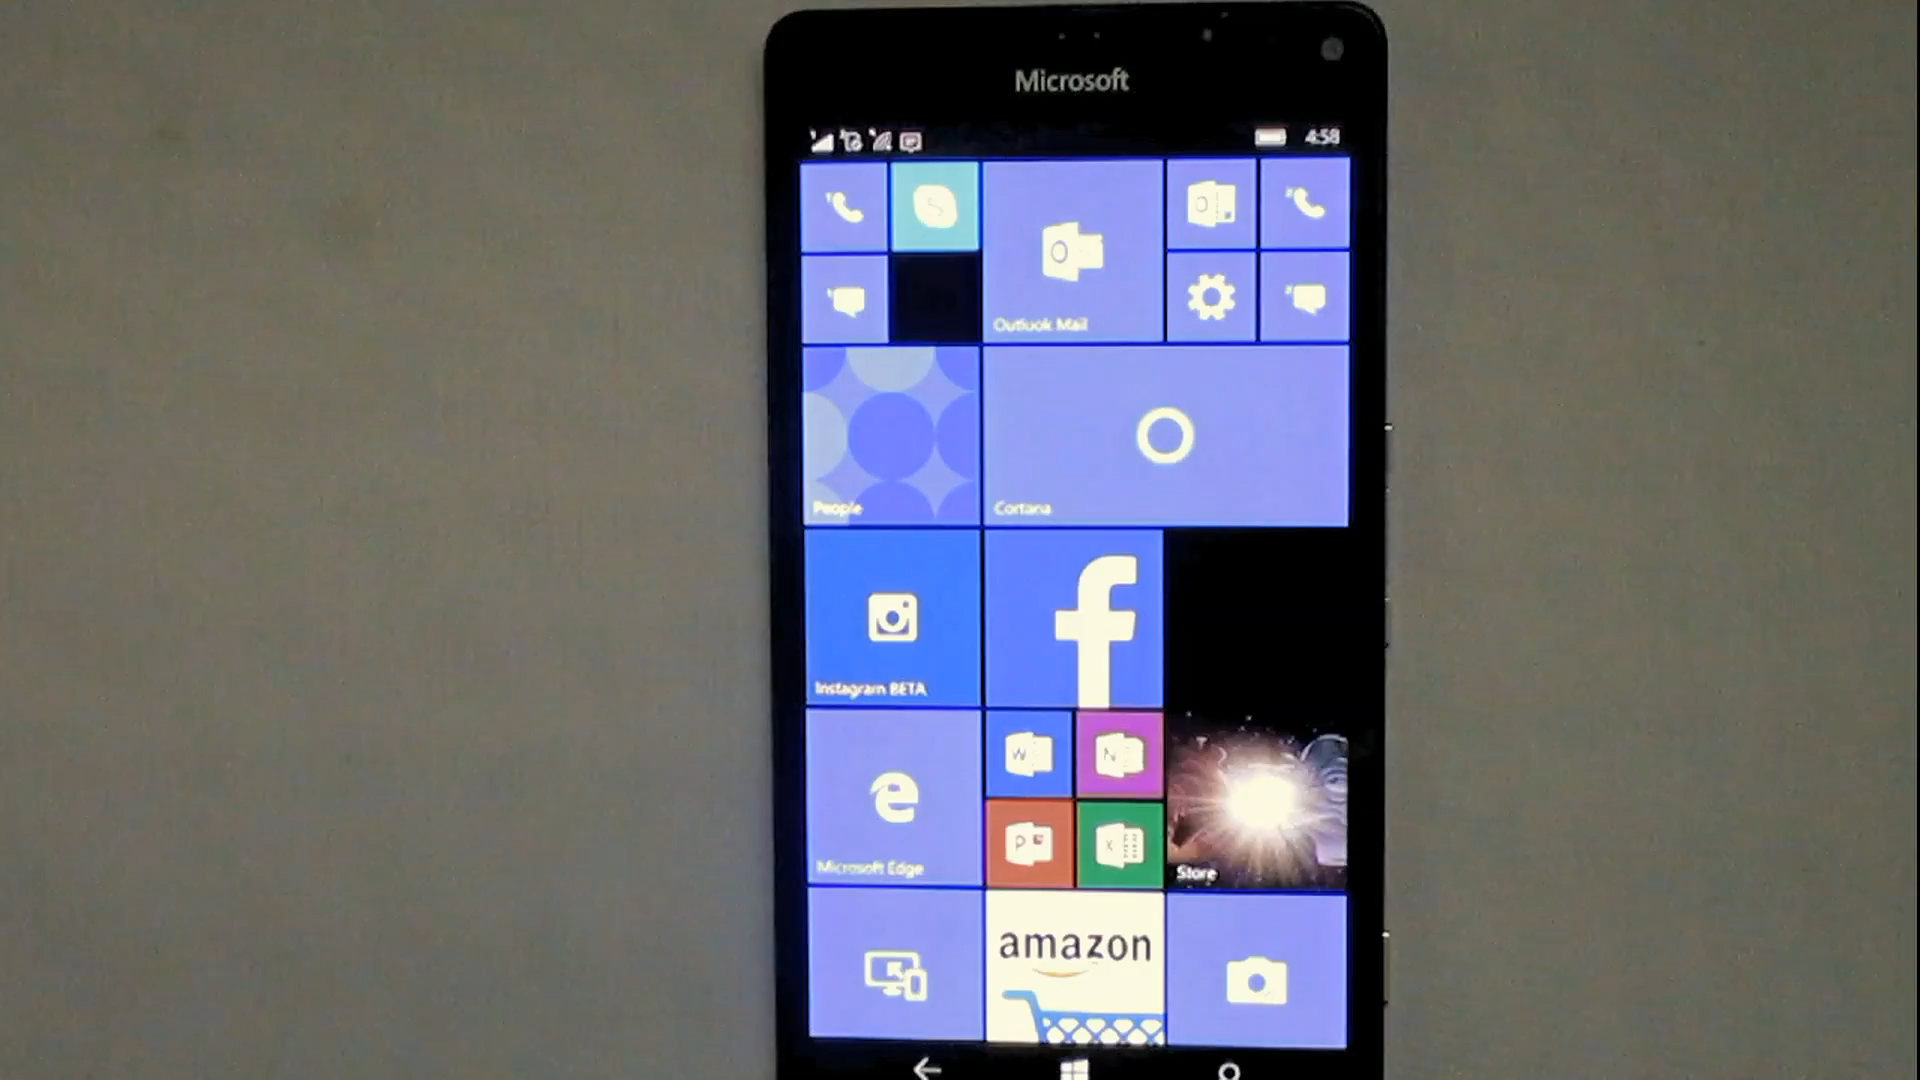 Microsoft
4:58
Outlook Mail
People
Cortana
Instagram BETA
f
W
N
P
X
Microsoft Edge
Store
amazon